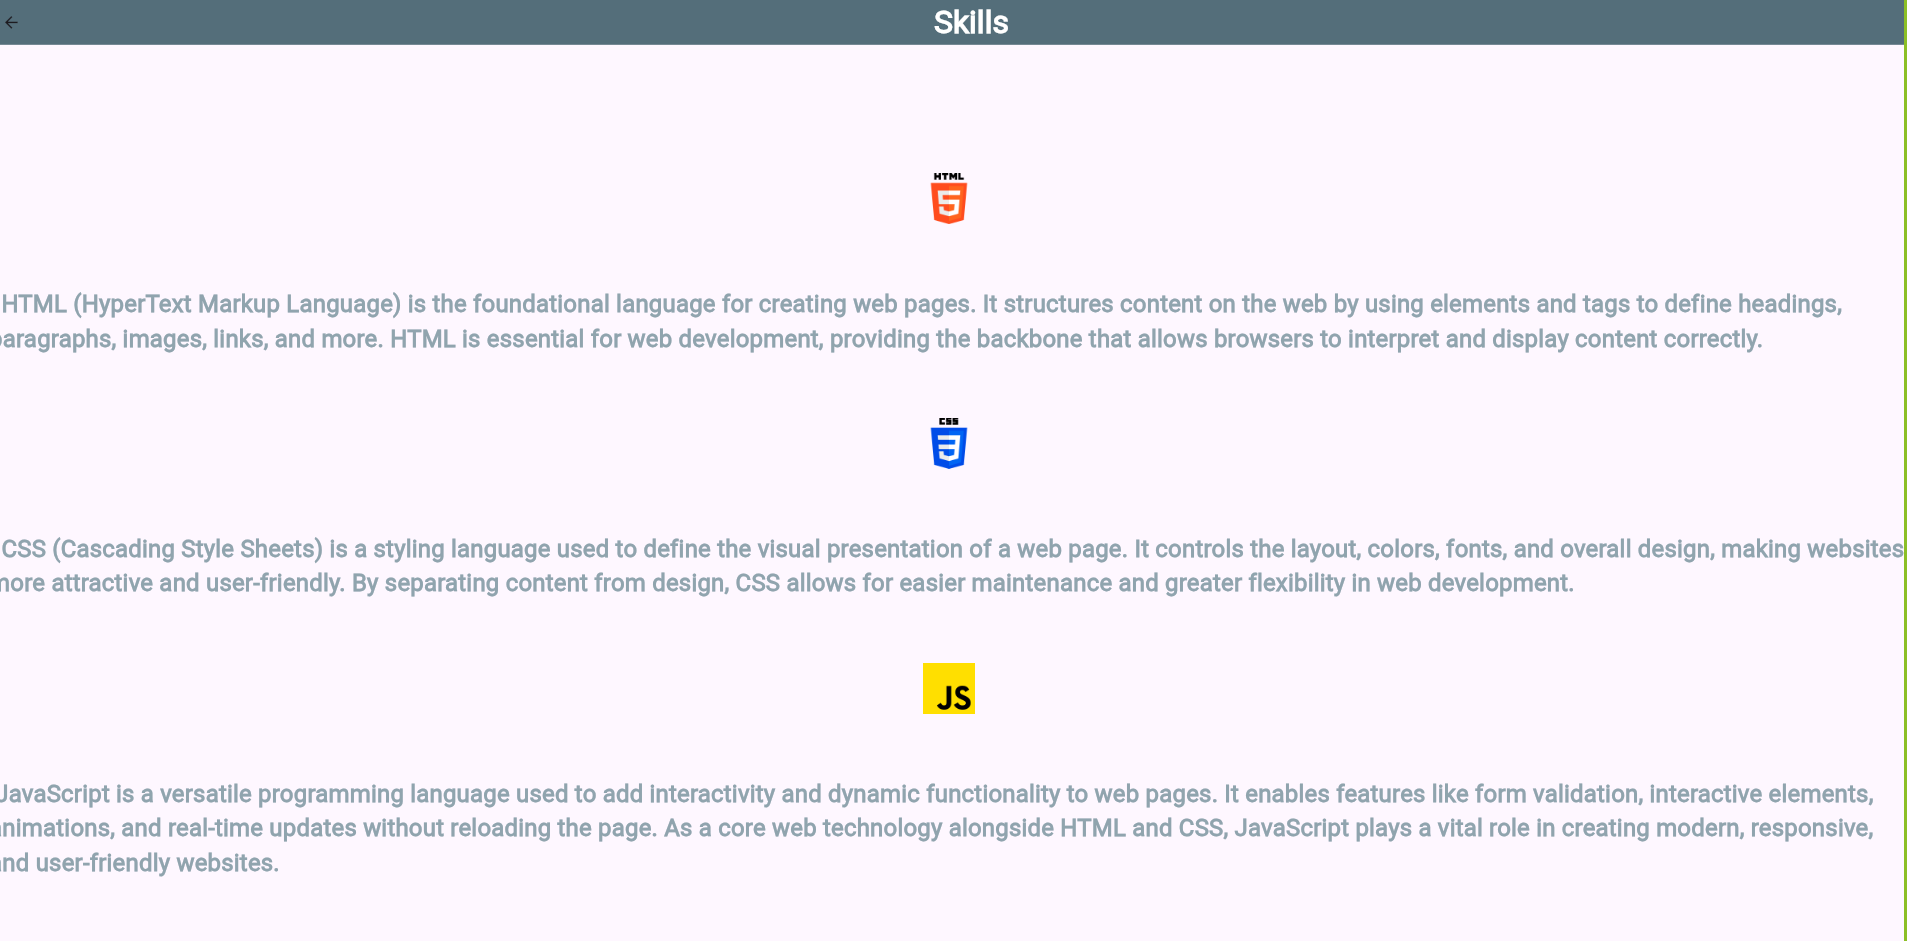 Skills
HTML
5
HTML (HyperText Markup Language) is the foundational language for creating web pages. It structures content on the web by using elements and tags to define headings,
paragraphs, images, links, and more. HTML is essential for web development, providing the backbone that allows browsers to interpret and display content correctly.
CSS
3
CSS (Cascading Style Sheets) is a styling language used to define the visual presentation of a web page. It controls the layout, colors, fonts, and overall design, making websites
more attractive and user-friendly. By separating content from design, CSS allows for easier maintenance and greater flexibility in web development.
JS
JavaScript is a versatile programming language used to add interactivity and dynamic functionality to web pages. It enables features like form validation, interactive elements,
animations, and real-time updates without reloading the page. As a core web technology alongside HTML and CSS, JavaScript plays a vital role in creating modern, responsive,
and user-friendly websites.